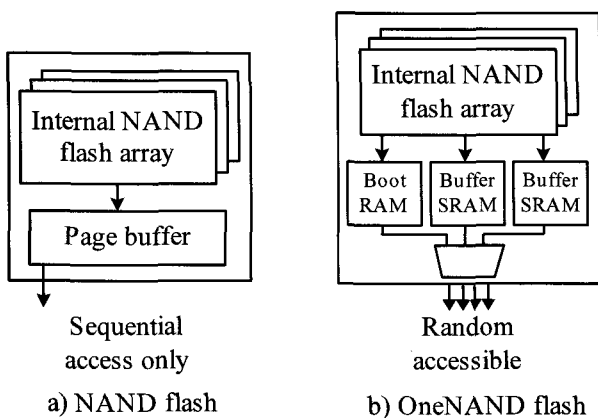 Internal NAND
flash array
Page buffer
Sequential
access only
a) NAND flash
Internal NAND
flash array
Boot
RAM
Buffer
SRAM
Buffer
SRAM
Random
accessible
b) OneNAND flash